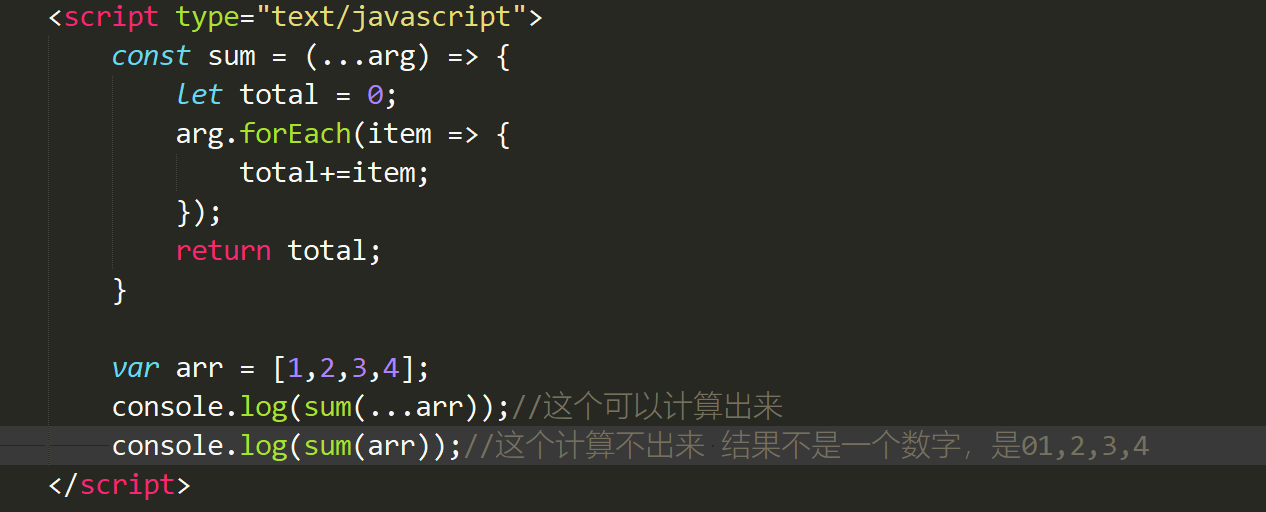 <script type="text/javascript">
const sum = (...arg) => {
let total = 0;
arg.forEach(item => {
total+=item;
});
return total;
}
var arr = [1,2,3,4];
console.log(sum(...arr));//这个可以计算出来
console.log(sum(arr));//这个计算不出来 结果不是一个数字，是01,2,3,4
</script>